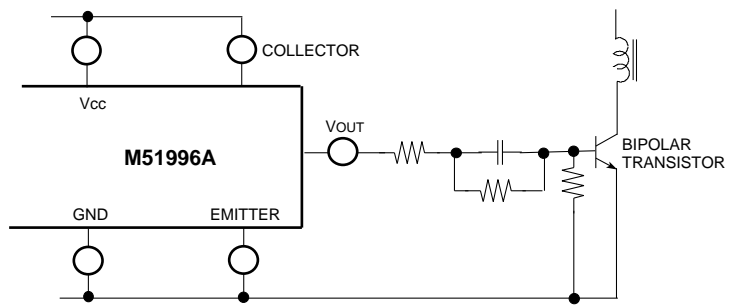 COLLECTOR
Vcc
VOUT
M51996A
BIPOLAR
TRANSISTOR
GND
EMITTER